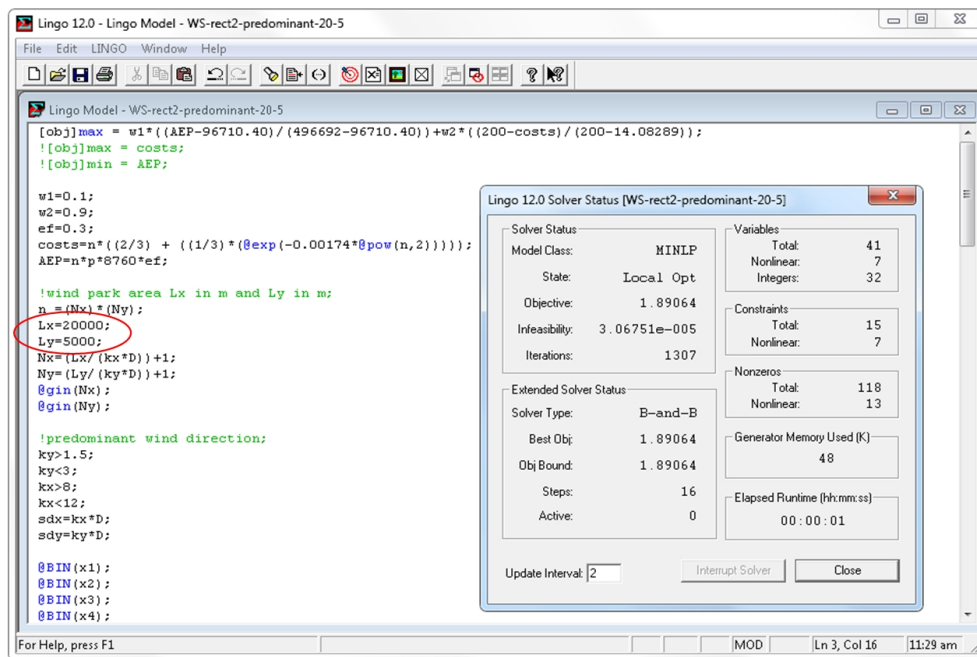 Lingo 12.0 - Lingo Model - WS-rect2-predominant-20-5
File Edit LINGO Window Help
Lingo Model - WS-rect2-predominant-20-5
[obj]max = w1*((AEP-96710.40)/(496692-96710.40))+w2*((200-costs)/(200-14.08289));
![obj]max = costs;
![obj]min = AEP;
w1=0.1;
w2=0.9;
ef=0.3;
costs=n*((2/3) + ((1/3)*(@exp(-0.00174*@pow(n,2)))));
AEP=n*p*8760*ef;
!wind park area Lx in m and Ly in m;
n =(Nx)*(Ny);
Lx=20000;
Ly=5000;
Nx=(Lx/(kx*D))+1;
Ny=(Ly/(ky*D))+1;
@gin(Nx);
@gin(Ny);
!predominant wind direction;
ky>1.5;
ky<3;
kx>8;
kx<12;
sdx=kx*D;
sdy=ky*D;
@BIN(x1);
@BIN(x2);
@BIN(x3);
@BIN(x4);
Lingo 12.0 Solver Status [WS-rect2-predominant-20-5]
Solver Status
Model Class: MINLP
State: Local Opt
Objective: 1.89064
Infeasibility: 3.06751e-005
Iterations: 1307
Extended Solver Status
Solver Type: B-and-B
Best Obj: 1.89064
Obj Bound: 1.89064
Steps: 16
Active: 0
Variables
Total: 41
Nonlinear: 7
Integers: 32
Constraints
Total: 15
Nonlinear: 7
Nonzeros
Total: 118
Nonlinear: 13
Generator Memory Used (K)
48
Elapsed Runtime (hh:mm:ss)
00:00:01
Update Interval: 2
Interrupt Solver
Close
For Help, press F1
MOD
Ln 3, Col 16
11:29 am